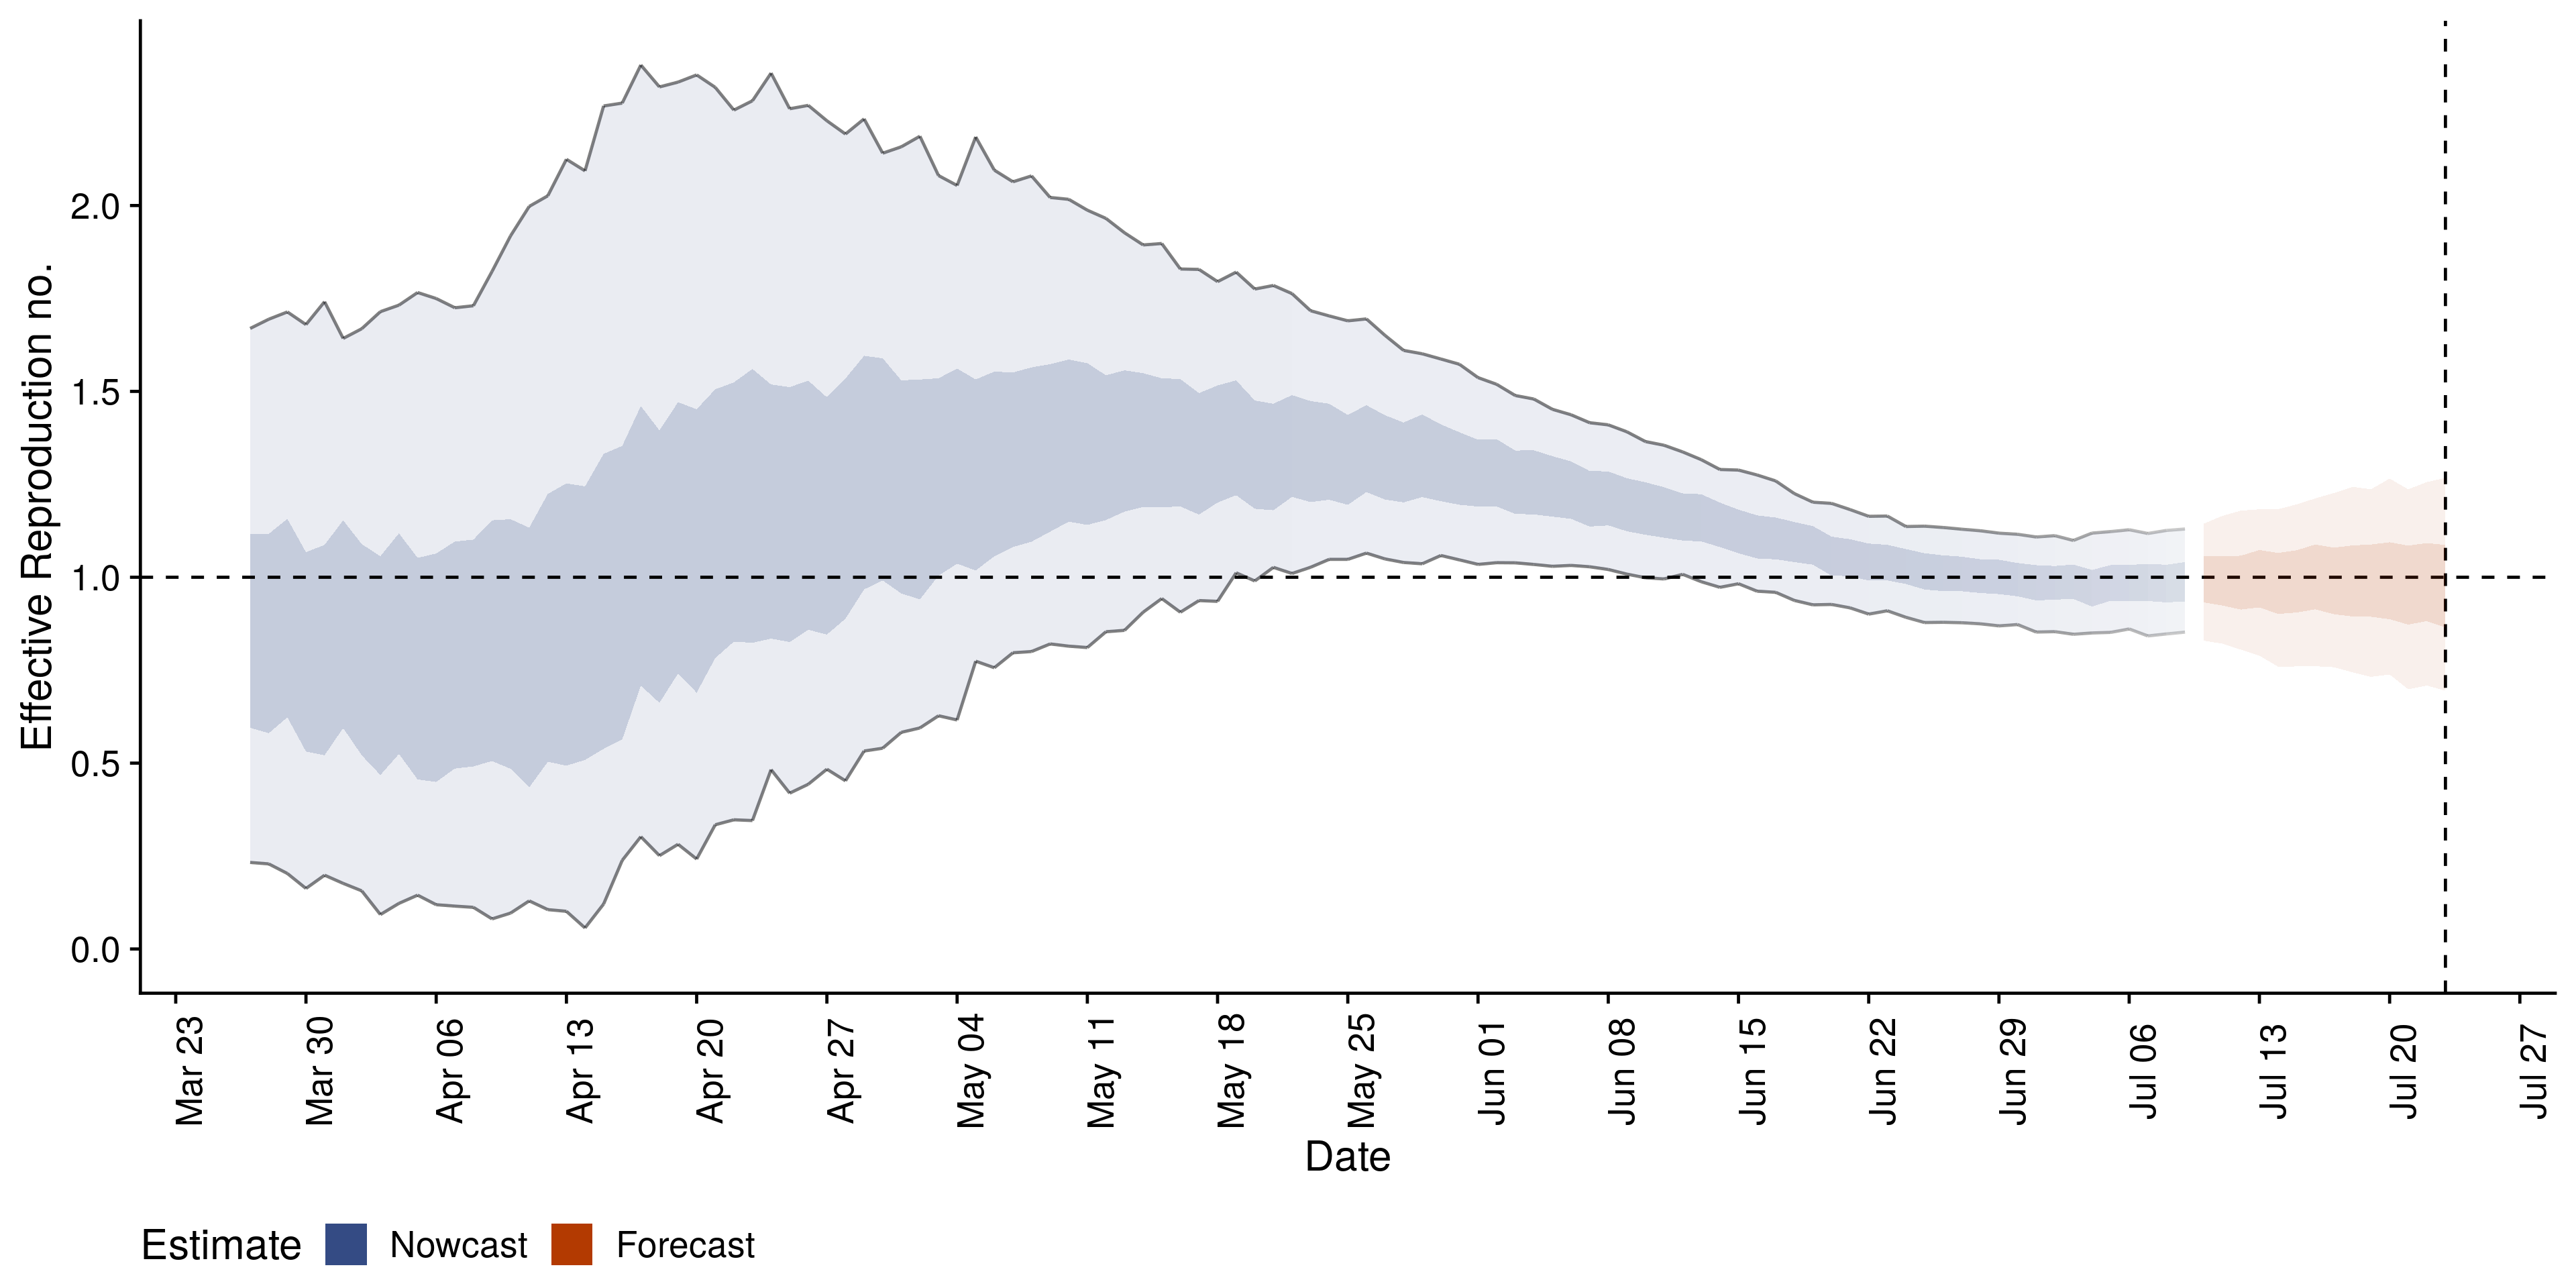 Effective Reproduction no.
2.0
1.5
1.0
0.5
0.0
Mar 23
Mar 30
Apr 06
Apr 13
Apr 20
Apr 27
May 04
May 11
May 18
May 25
Jun 01
Jun 08
Jun 15
Jun 22
Jun 29
Jul 06
Jul 13
Jul 20
Jul 27
Date
Estimate Nowcast Forecast